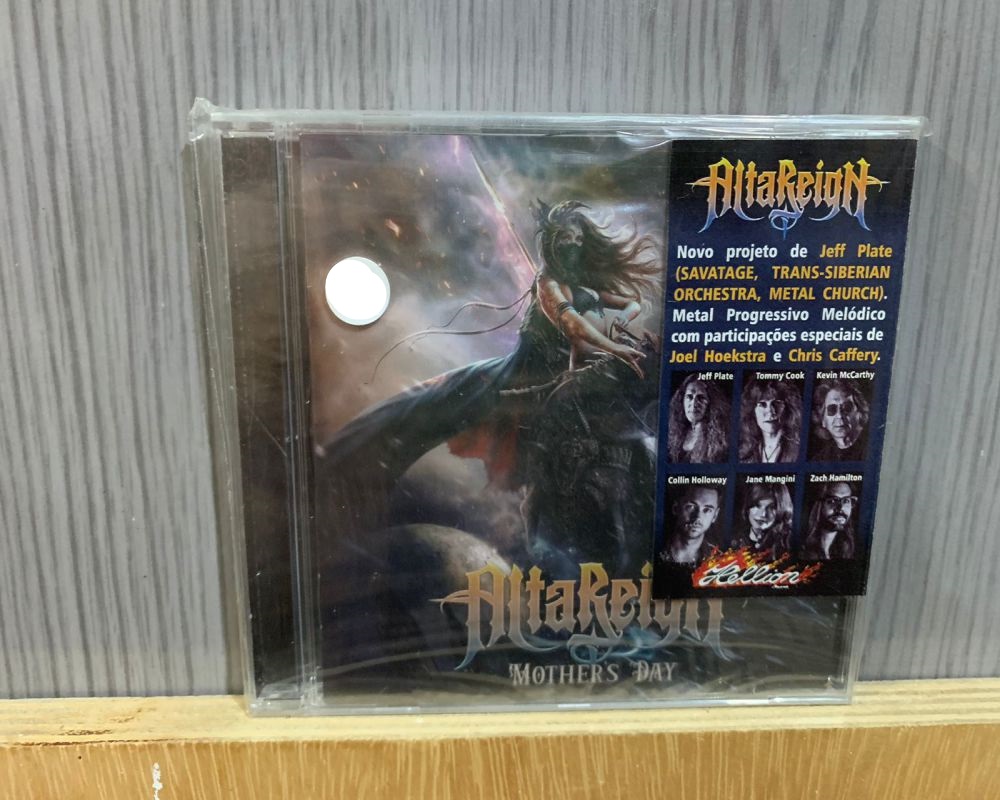 AltaReign
Novo projeto de Jeff Plate
(SAVATAGE, TRANS-SIBERIAN
ORCHESTRA, METAL CHURCH).
Metal Progressivo Melódico
com participações especiais de
Joel Hoekstra e Chris Caffery.
Jeff Plate Tommy Cook Kevin McCarthy
Collin Holloway Jane Mangini Zach Hamilton
Hellion
AltaReign
MOTHER'S DAY